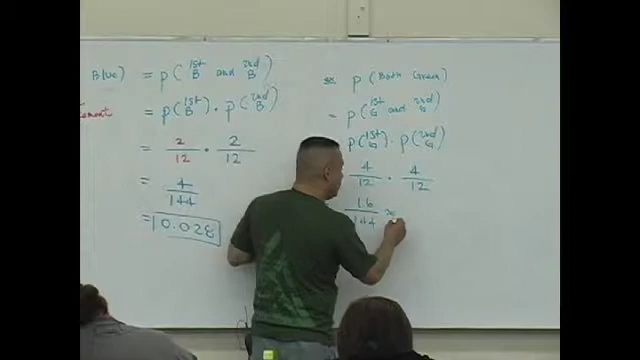 Blue) = P( 1st B and 2nd B )
= P( 1st B ) · P( 2nd B )
= 2/12 · 2/12
= 4/144
= 0.028
P (Both Green)
= P( 1st G and 2nd G )
P( 1st G ) · P( 2nd G )
4/12 · 4/12
16/144 ≈